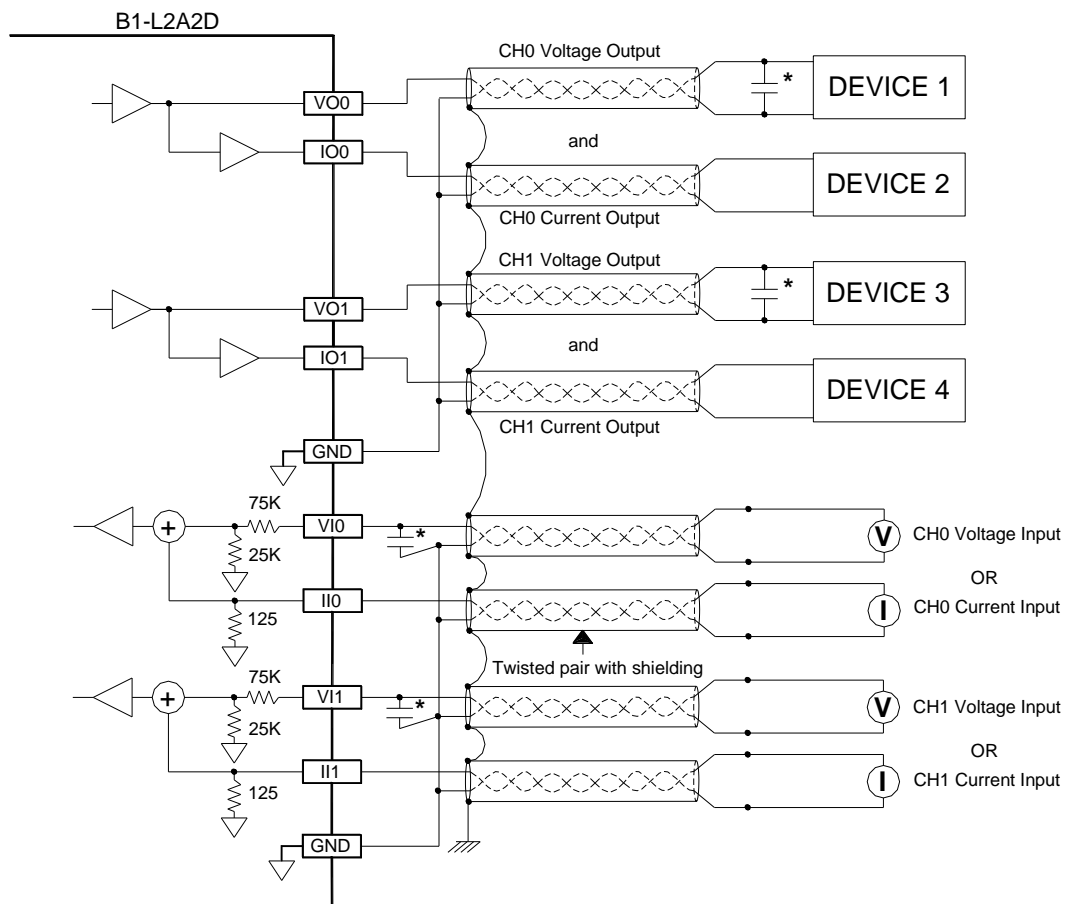 B1-L2A2D
CH0 Voltage Output
VO0
*
DEVICE 1
and
IO0
DEVICE 2
CH0 Current Output
CH1 Voltage Output
VO1
*
DEVICE 3
and
IO1
DEVICE 4
CH1 Current Output
GND
75K
VI0
*
+
25K
V
CH0 Voltage Input
OR
II0
125
I
CH0 Current Input
Twisted pair with shielding
75K
VI1
*
+
25K
V
CH1 Voltage Input
OR
II1
125
I
CH1 Current Input
GND